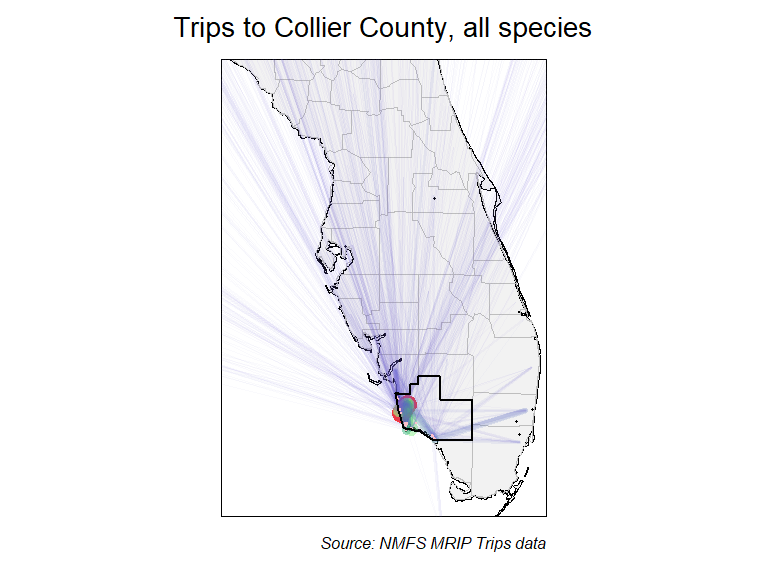 Trips to Collier County, all species
Source: NMFS MRIP Trips data